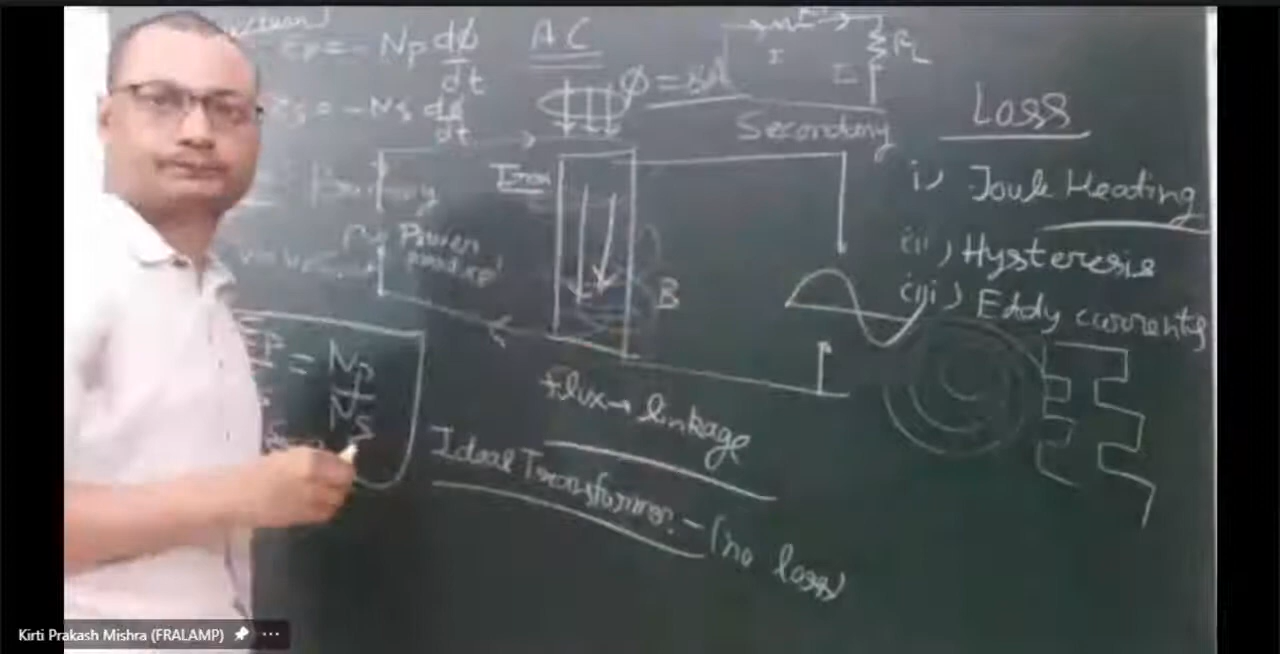 Ep = - Np dφ/dt
AC
φ = BA
I
RL
Es = - Ns dφ/dt
Secondary
Iron
Power
B
Ep/Es = Np/Ns
Flux → linkage
Ideal Transformer - (no loss)
Loss
i) Joule Heating
(ii) Hysteresis
(iii) Eddy currents
Kirti Prakash Mishra (FRALAMP)